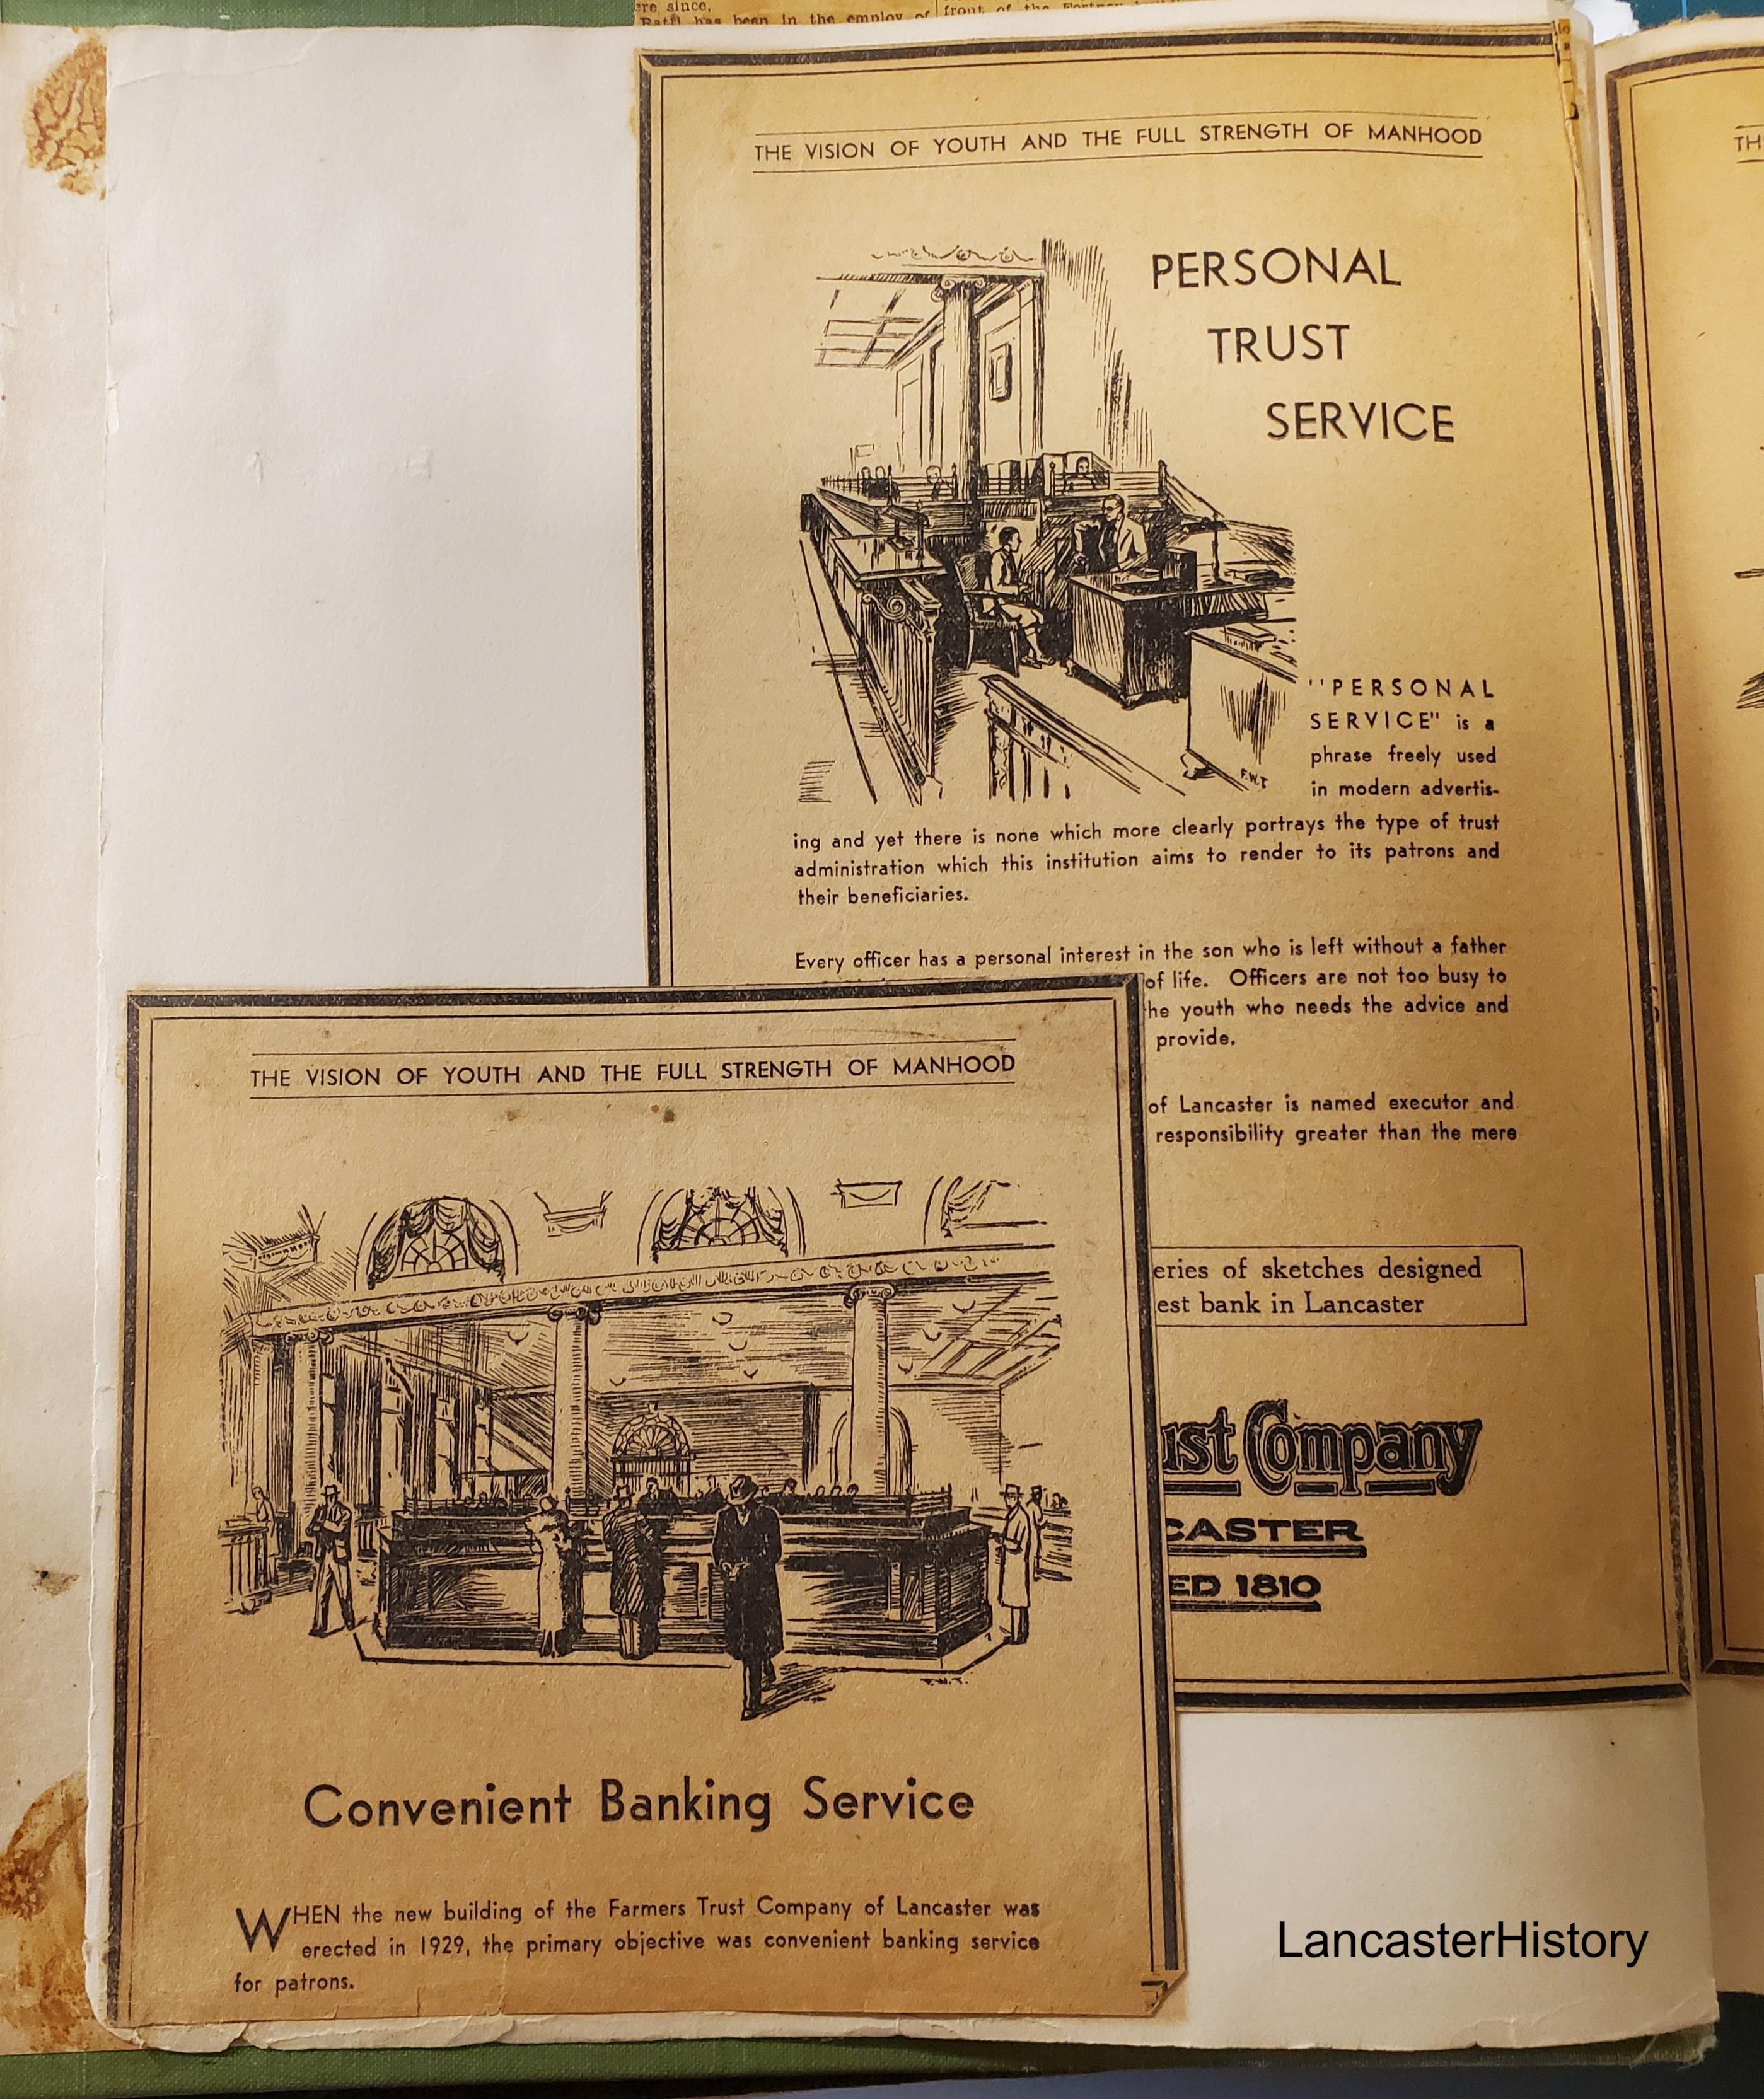 ere since,
has been in the employ of
front of the
THE VISION OF YOUTH AND THE FULL STRENGTH OF MANHOOD
PERSONAL
TRUST
SERVICE
F.W.T
"PERSONAL
SERVICE" is a
phrase freely used
in modern advertis-
ing and yet there is none which more clearly portrays the type of trust
administration which this institution aims to render to its patrons and
their beneficiaries.
Every officer has a personal interest in the son who is left without a father
of life. Officers are not too busy to
he youth who needs the advice and
provide.
of Lancaster is named executor and
responsibility greater than the mere
eries of sketches designed
est bank in Lancaster
ust Company
CASTER
ED 1810
TH
THE VISION OF YOUTH AND THE FULL STRENGTH OF MANHOOD
F.W.T.
Convenient Banking Service
WHEN the new building of the Farmers Trust Company of Lancaster was
erected in 1929, the primary objective was convenient banking service
for patrons.
LancasterHistory